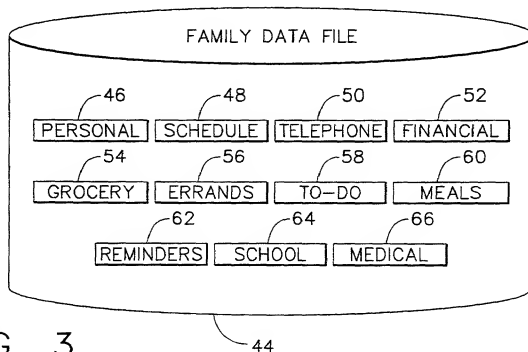 FAMILY DATA FILE
46 48 50 52
PERSONAL SCHEDULE TELEPHONE FINANCIAL
54 56 58 60
GROCERY ERRANDS TO-DO MEALS
62 64 66
REMINDERS SCHOOL MEDICAL
G. 3
44